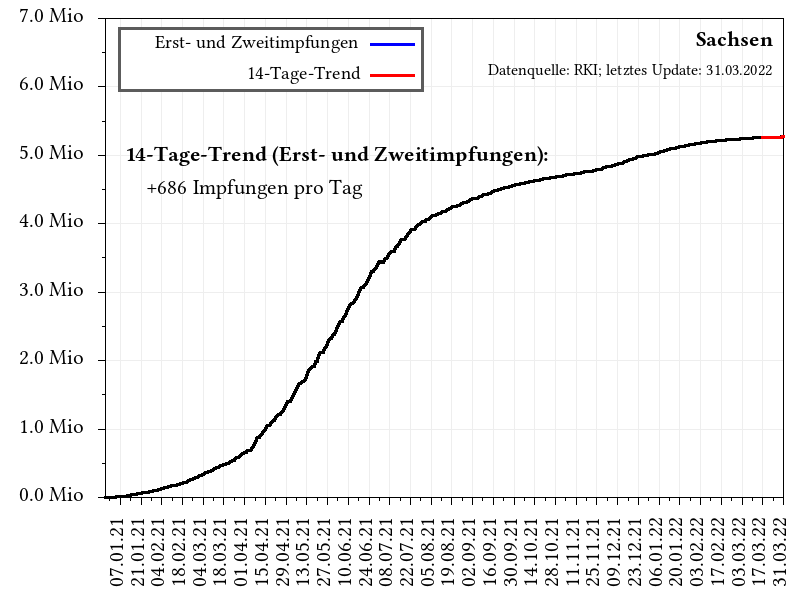 7.0 Mio
6.0 Mio
5.0 Mio
4.0 Mio
3.0 Mio
2.0 Mio
1.0 Mio
0.0 Mio
Erst- und Zweitimpfungen
14-Tage-Trend
Sachsen
Datenquelle: RKI; letztes Update: 31.03.2022
14-Tage-Trend (Erst- und Zweitimpfungen):
+686 Impfungen pro Tag
07.01.21
21.01.21
04.02.21
18.02.21
04.03.21
18.03.21
01.04.21
15.04.21
29.04.21
13.05.21
27.05.21
10.06.21
24.06.21
08.07.21
22.07.21
05.08.21
19.08.21
02.09.21
16.09.21
30.09.21
14.10.21
28.10.21
11.11.21
25.11.21
09.12.21
23.12.21
06.01.22
20.01.22
03.02.22
17.02.22
03.03.22
17.03.22
31.03.22